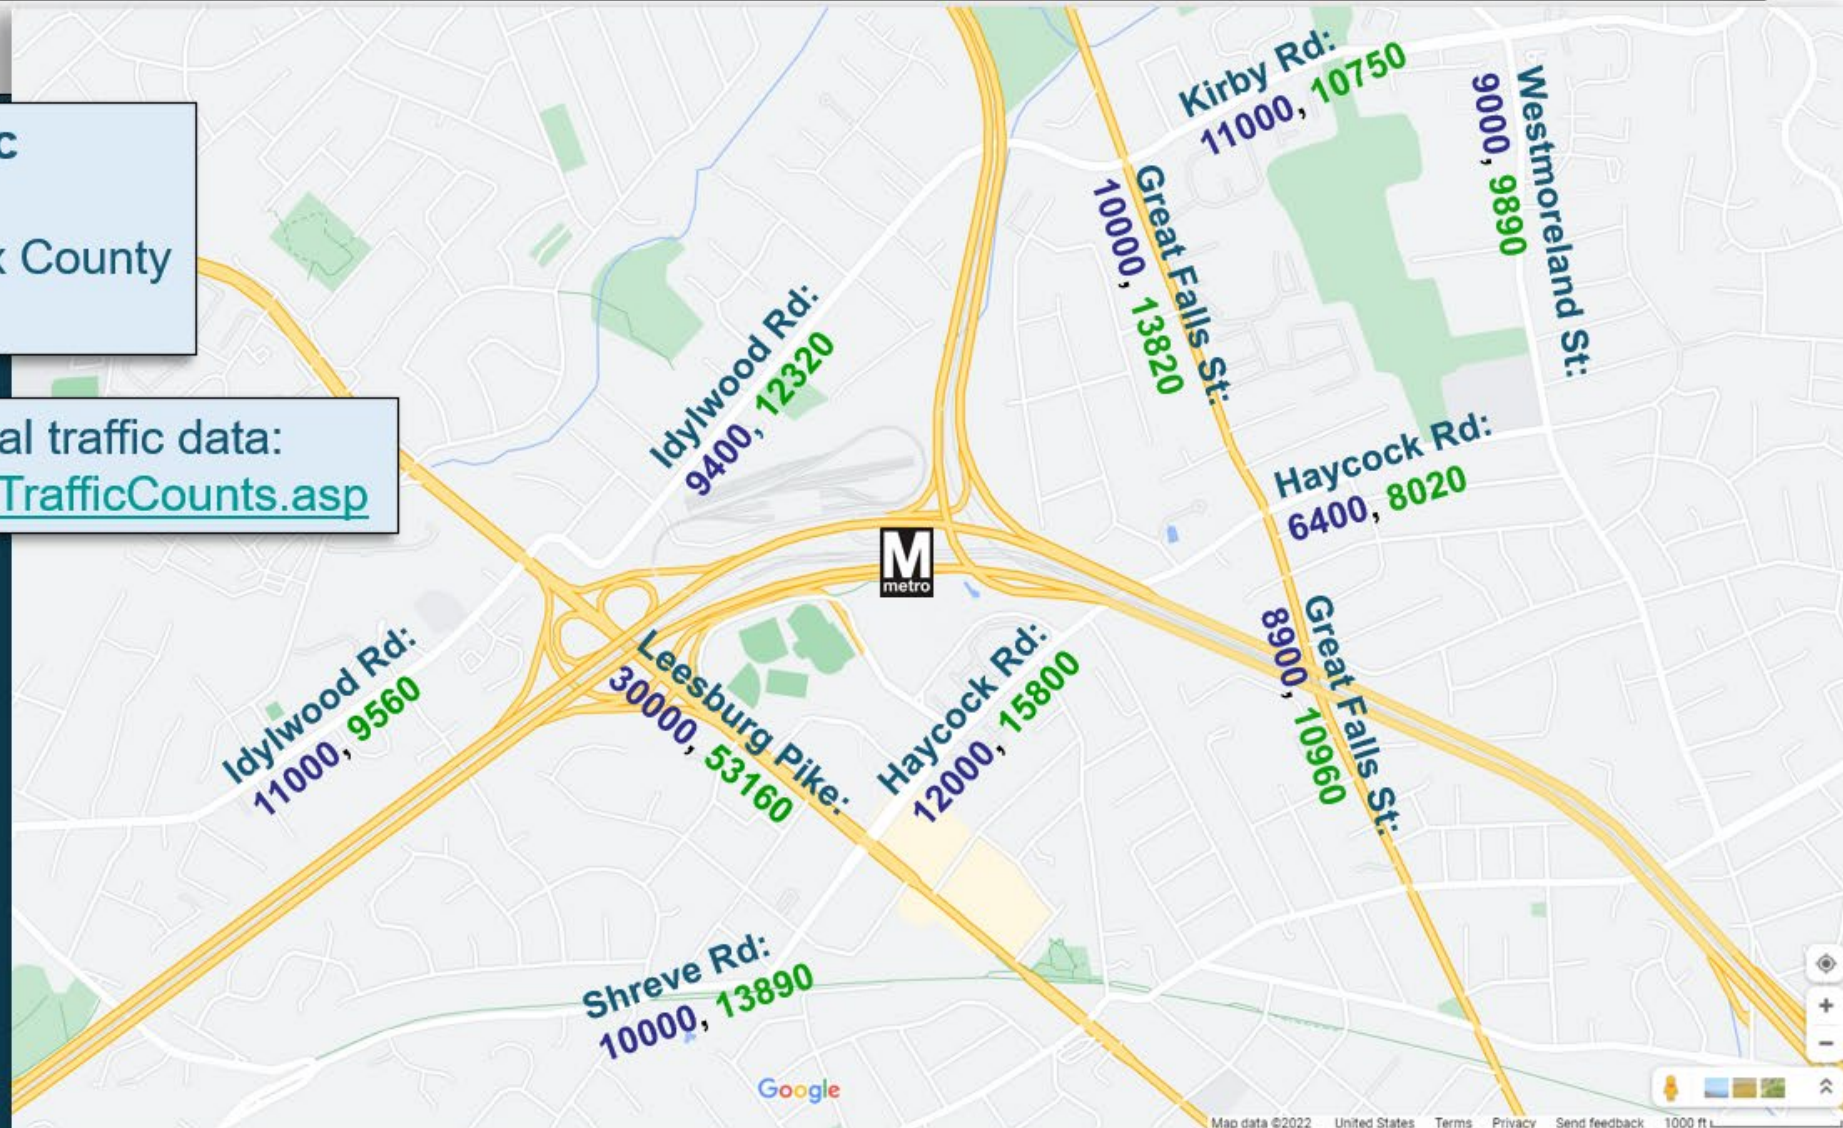 c
x County
al traffic data:
TrafficCounts.asp
Kirby Rd:
11000, 10750
Westmoreland St:
9000, 9890
Great Falls St:
10000, 13820
Idylwood Rd:
9400, 12320
Haycock Rd:
6400, 8020
M
metro
Great Falls St:
8900, 10960
Idylwood Rd:
11000, 9560
Leesburg Pike:
30000, 53160
Haycock Rd:
12000, 15800
Shreve Rd:
10000, 13890
Google
Map data ©2022 United States Terms Privacy Send feedback 1000 ft